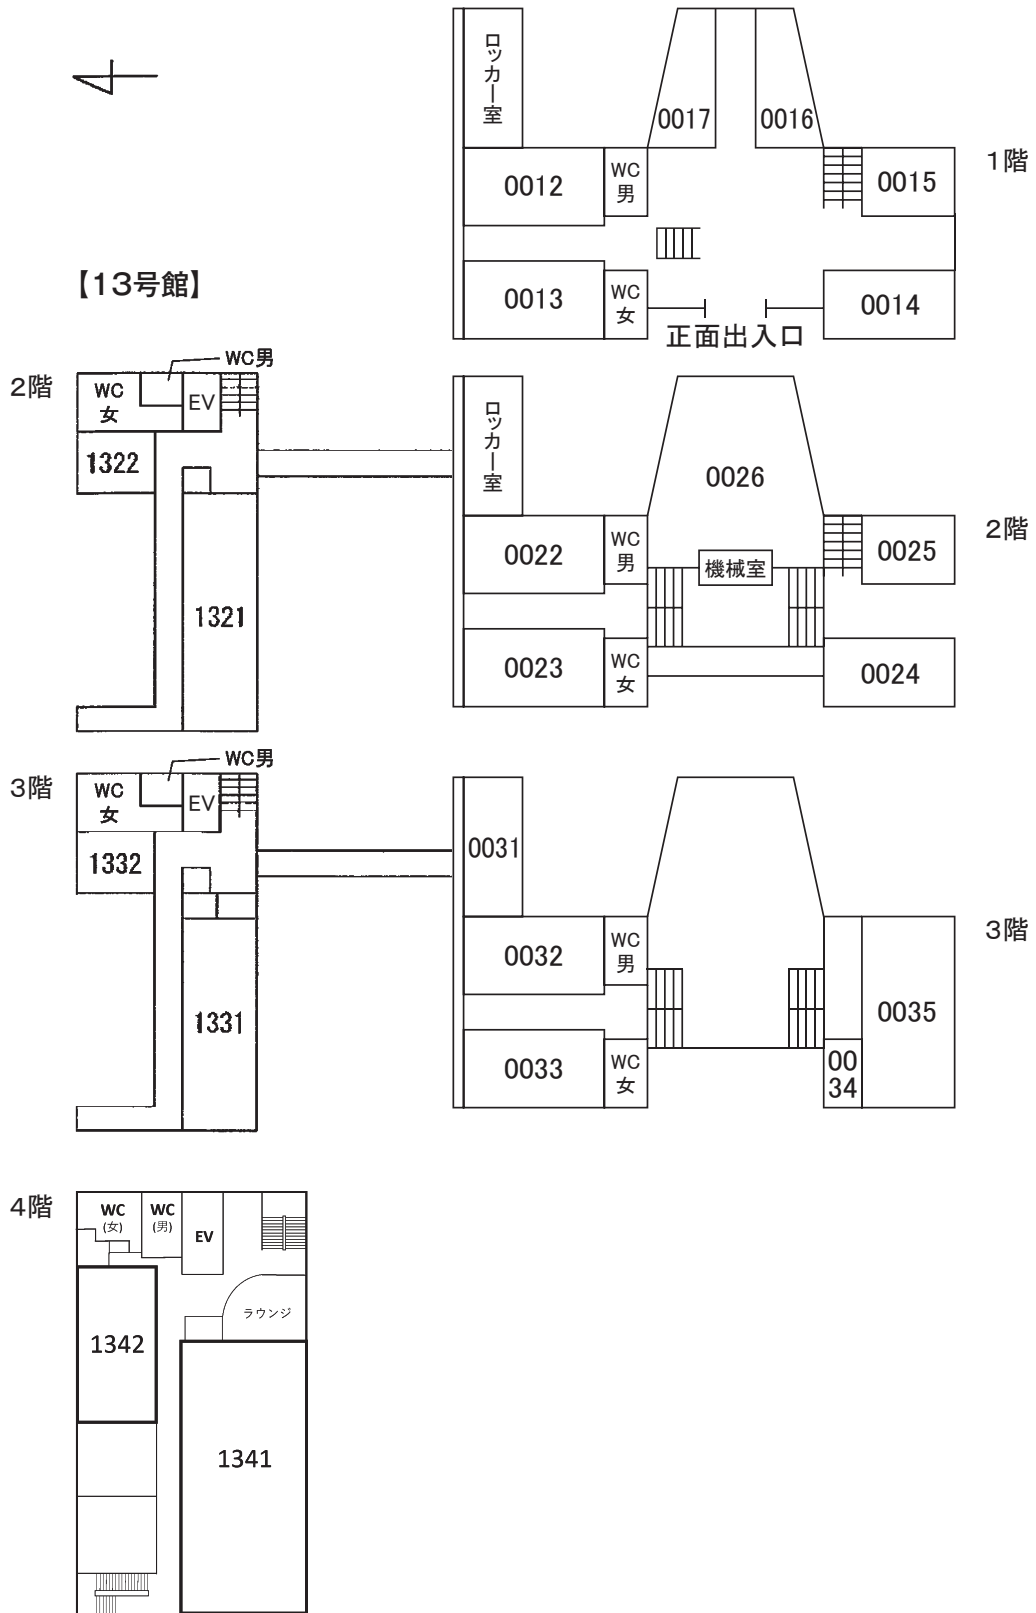 ロッカー室
0017
0016
1階
0012
WC
男
0015
【13号館】
0013
WC
女
0014
正面出入口
2階
WC男
WC
女
EV
1322
1321
ロッカー室
0026
2階
0022
WC
男
機械室
0025
0023
WC
女
0024
3階
WC男
WC
女
EV
1332
1331
0031
3階
0032
WC
男
0035
0033
WC
女
00
34
4階
WC
(女)
WC
(男)
EV
ラウンジ
1342
1341